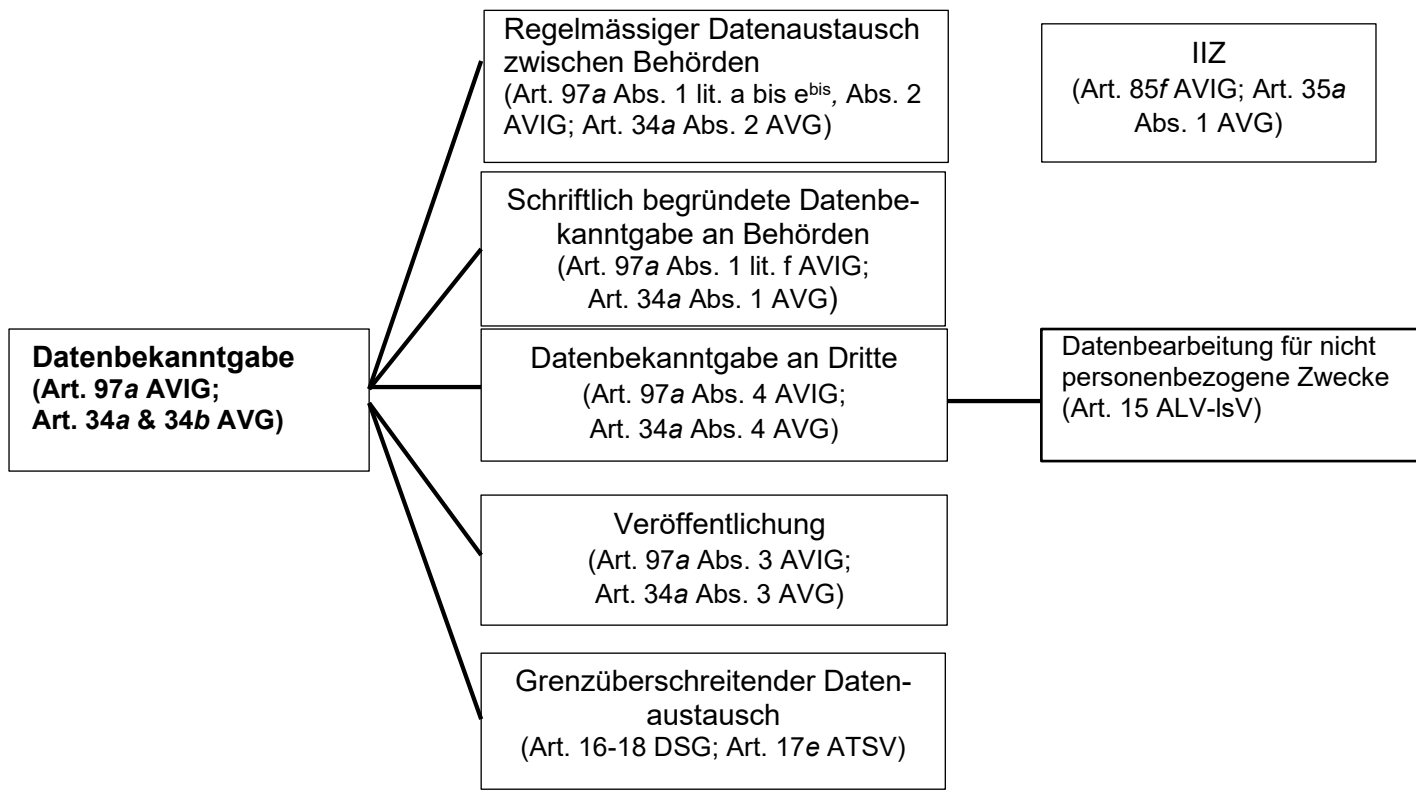 Regelmässiger Datenaustausch
zwischen Behörden
(Art. 97a Abs. 1 lit. a bis ebis, Abs. 2
AVIG; Art. 34a Abs. 2 AVG)
IIZ
(Art. 85f AVIG; Art. 35a
Abs. 1 AVG)
Schriftlich begründete Datenbe-
kanntgabe an Behörden
(Art. 97a Abs. 1 lit. f AVIG;
Art. 34a Abs. 1 AVG)
Datenbekanntgabe
(Art. 97a AVIG;
Art. 34a & 34b AVG)
Datenbekanntgabe an Dritte
(Art. 97a Abs. 4 AVIG;
Art. 34a Abs. 4 AVG)
Datenbearbeitung für nicht
personenbezogene Zwecke
(Art. 15 ALV-IsV)
Veröffentlichung
(Art. 97a Abs. 3 AVIG;
Art. 34a Abs. 3 AVG)
Grenzüberschreitender Daten-
austausch
(Art. 16-18 DSG; Art. 17e ATSV)